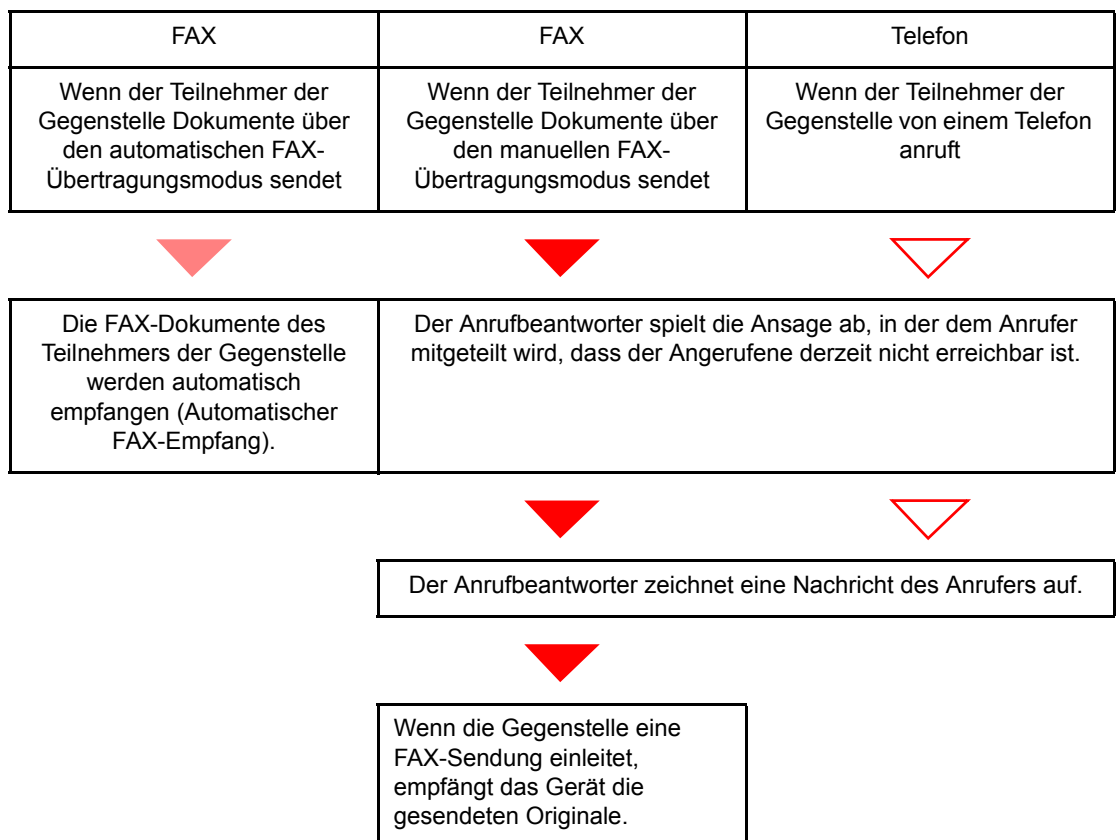 FAX
FAX
Telefon
Wenn der Teilnehmer der
Gegenstelle Dokumente über
den automatischen FAX-
Übertragungsmodus sendet
Wenn der Teilnehmer der
Gegenstelle Dokumente über
den manuellen FAX-
Übertragungsmodus sendet
Wenn der Teilnehmer der
Gegenstelle von einem Telefon
anruft
Die FAX-Dokumente des
Teilnehmers der Gegenstelle
werden automatisch
empfangen (Automatischer
FAX-Empfang).
Der Anrufbeantworter spielt die Ansage ab, in der dem Anrufer
mitgeteilt wird, dass der Angerufene derzeit nicht erreichbar ist.
Der Anrufbeantworter zeichnet eine Nachricht des Anrufers auf.
Wenn die Gegenstelle eine
FAX-Sendung einleitet,
empfängt das Gerät die
gesendeten Originale.